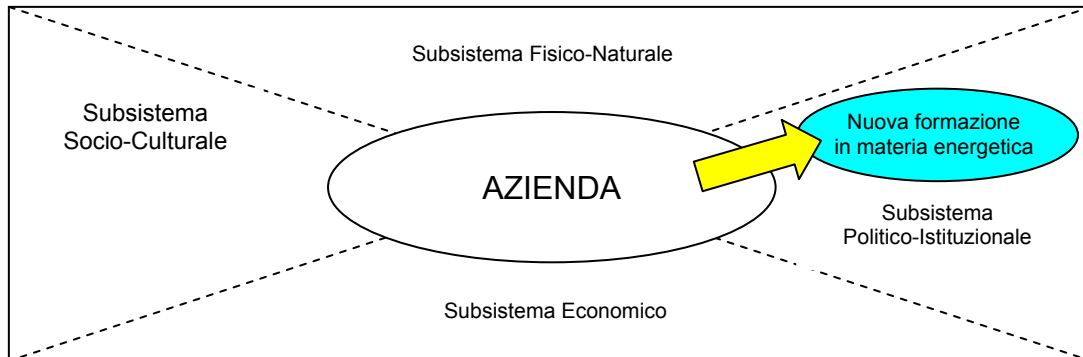 Subsistema Fisico-Naturale
Subsistema
Socio-Culturale
Nuova formazione
in materia energetica
AZIENDA
Subsistema
Politico-Istituzionale
Subsistema Economico